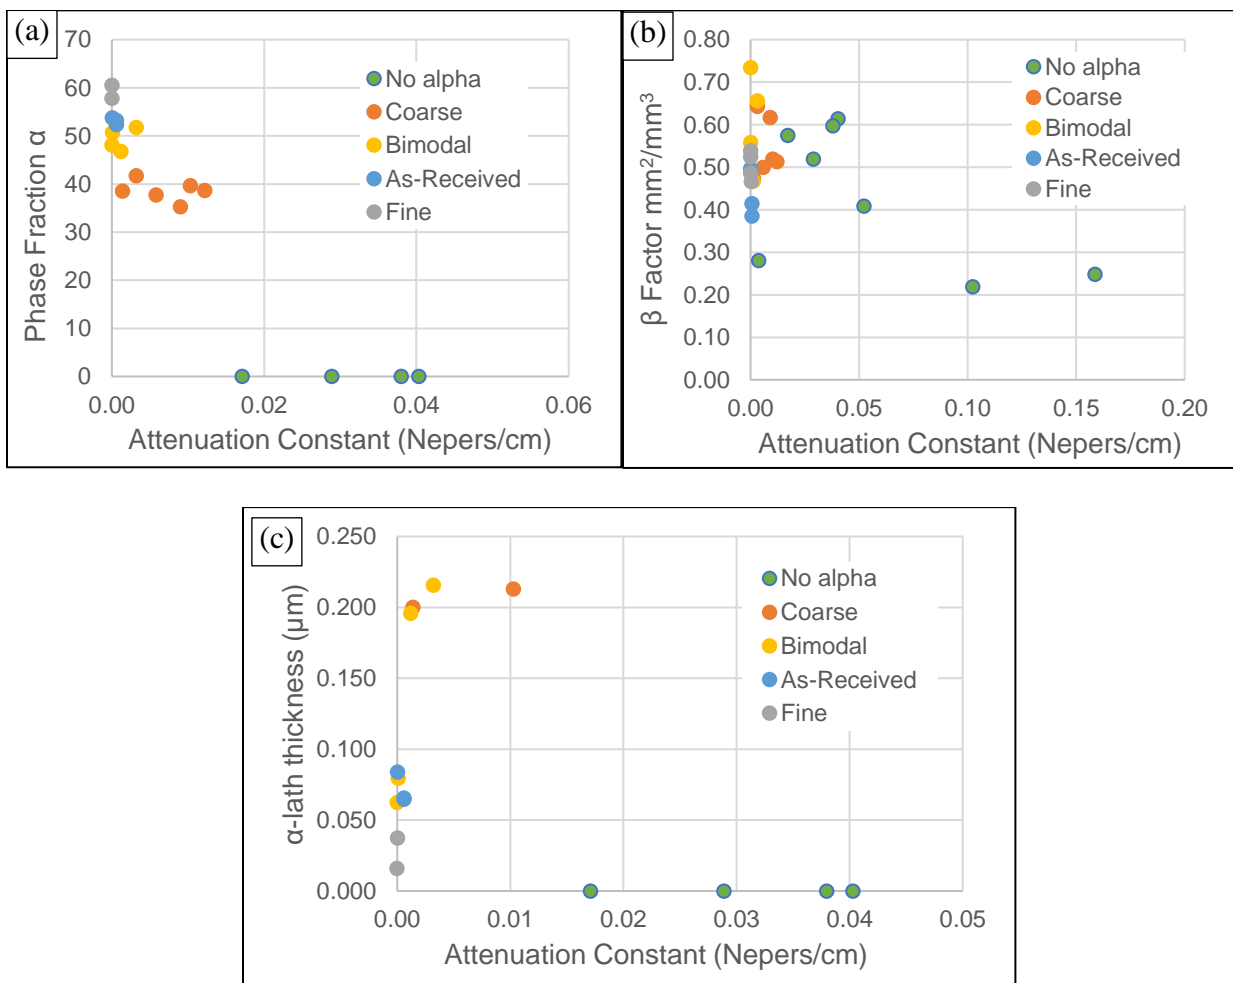 (a)
Phase Fraction α
70
60
50
40
30
20
10
0
0.00 0.02 0.04 0.06
Attenuation Constant (Nepers/cm)
No alpha
Coarse
Bimodal
As-Received
Fine
(b)
β Factor mm²/mm³
0.80
0.70
0.60
0.50
0.40
0.30
0.20
0.10
0.00
0.00 0.05 0.10 0.15 0.20
Attenuation Constant (Nepers/cm)
No alpha
Coarse
Bimodal
As-Received
Fine
(c)
α-lath thickness (μm)
0.250
0.200
0.150
0.100
0.050
0.000
0.00 0.01 0.02 0.03 0.04 0.05
Attenuation Constant (Nepers/cm)
No alpha
Coarse
Bimodal
As-Received
Fine